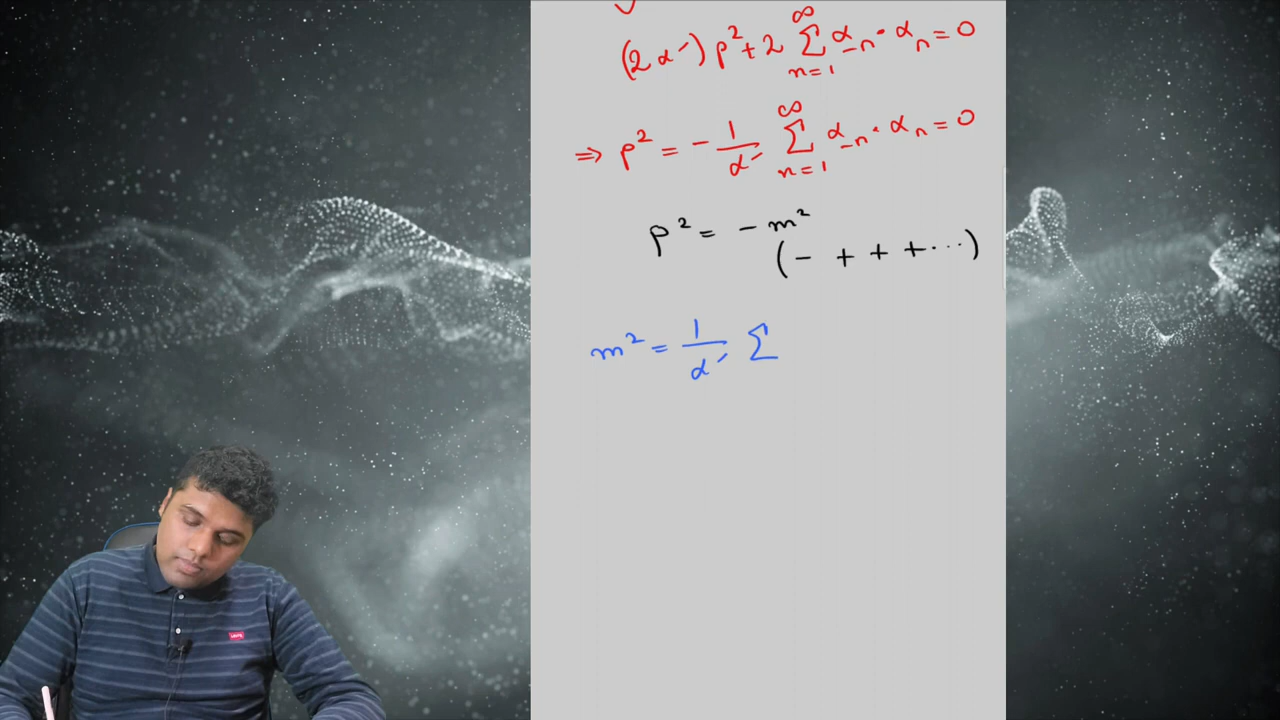 (2α′) p² + 2 ∑_{n=1}^{∞} α_{-n} · α_n = 0
⇒ p² = - 1/α′ ∑_{n=1}^{∞} α_{-n} · α_n = 0
p² = - m²
(- + + + ...)
m² = 1/α′ ∑